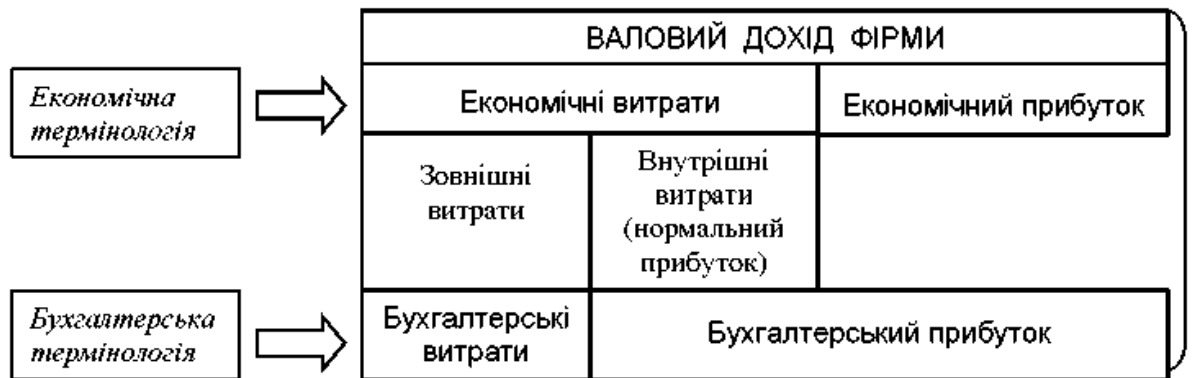 ВАЛОВИЙ ДОХІД ФІРМИ
Економічна
термінологія
Економічні витрати
Економічний прибуток
Зовнішні
витрати
Внутрішні
витрати
(нормальний
прибуток)
Бухгалтерська
термінологія
Бухгалтерські
витрати
Бухгалтерський прибуток